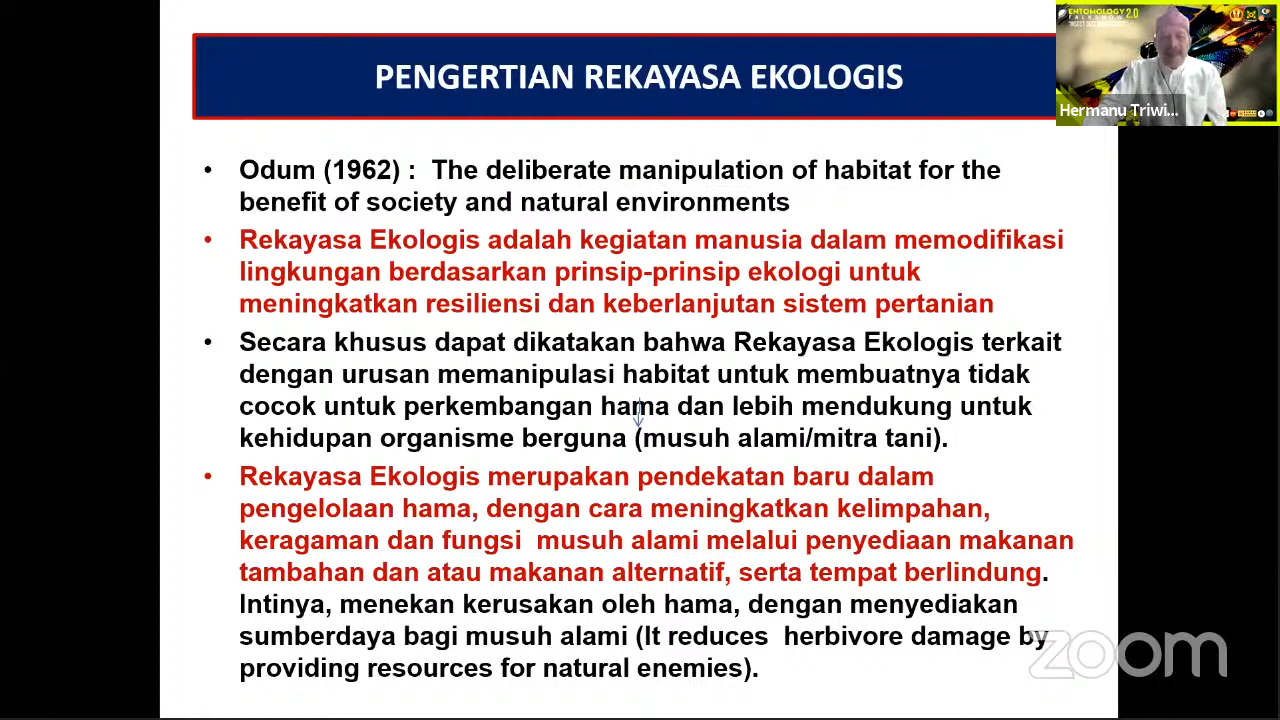 PENGERTIAN REKAYASA EKOLOGIS
ENTOMOLOGY 2.0
TALKSHOW
Hermanu Triwi...
• Odum (1962) : The deliberate manipulation of habitat for the
benefit of society and natural environments
• Rekayasa Ekologis adalah kegiatan manusia dalam memodifikasi
lingkungan berdasarkan prinsip-prinsip ekologi untuk
meningkatkan resiliensi dan keberlanjutan sistem pertanian
• Secara khusus dapat dikatakan bahwa Rekayasa Ekologis terkait
dengan urusan memanipulasi habitat untuk membuatnya tidak
cocok untuk perkembangan hama dan lebih mendukung untuk
kehidupan organisme berguna (musuh alami/mitra tani).
• Rekayasa Ekologis merupakan pendekatan baru dalam
pengelolaan hama, dengan cara meningkatkan kelimpahan,
keragaman dan fungsi musuh alami melalui penyediaan makanan
tambahan dan atau makanan alternatif, serta tempat berlindung.
Intinya, menekan kerusakan oleh hama, dengan menyediakan
sumberdaya bagi musuh alami (It reduces herbivore damage by
providing resources for natural enemies).
zoom